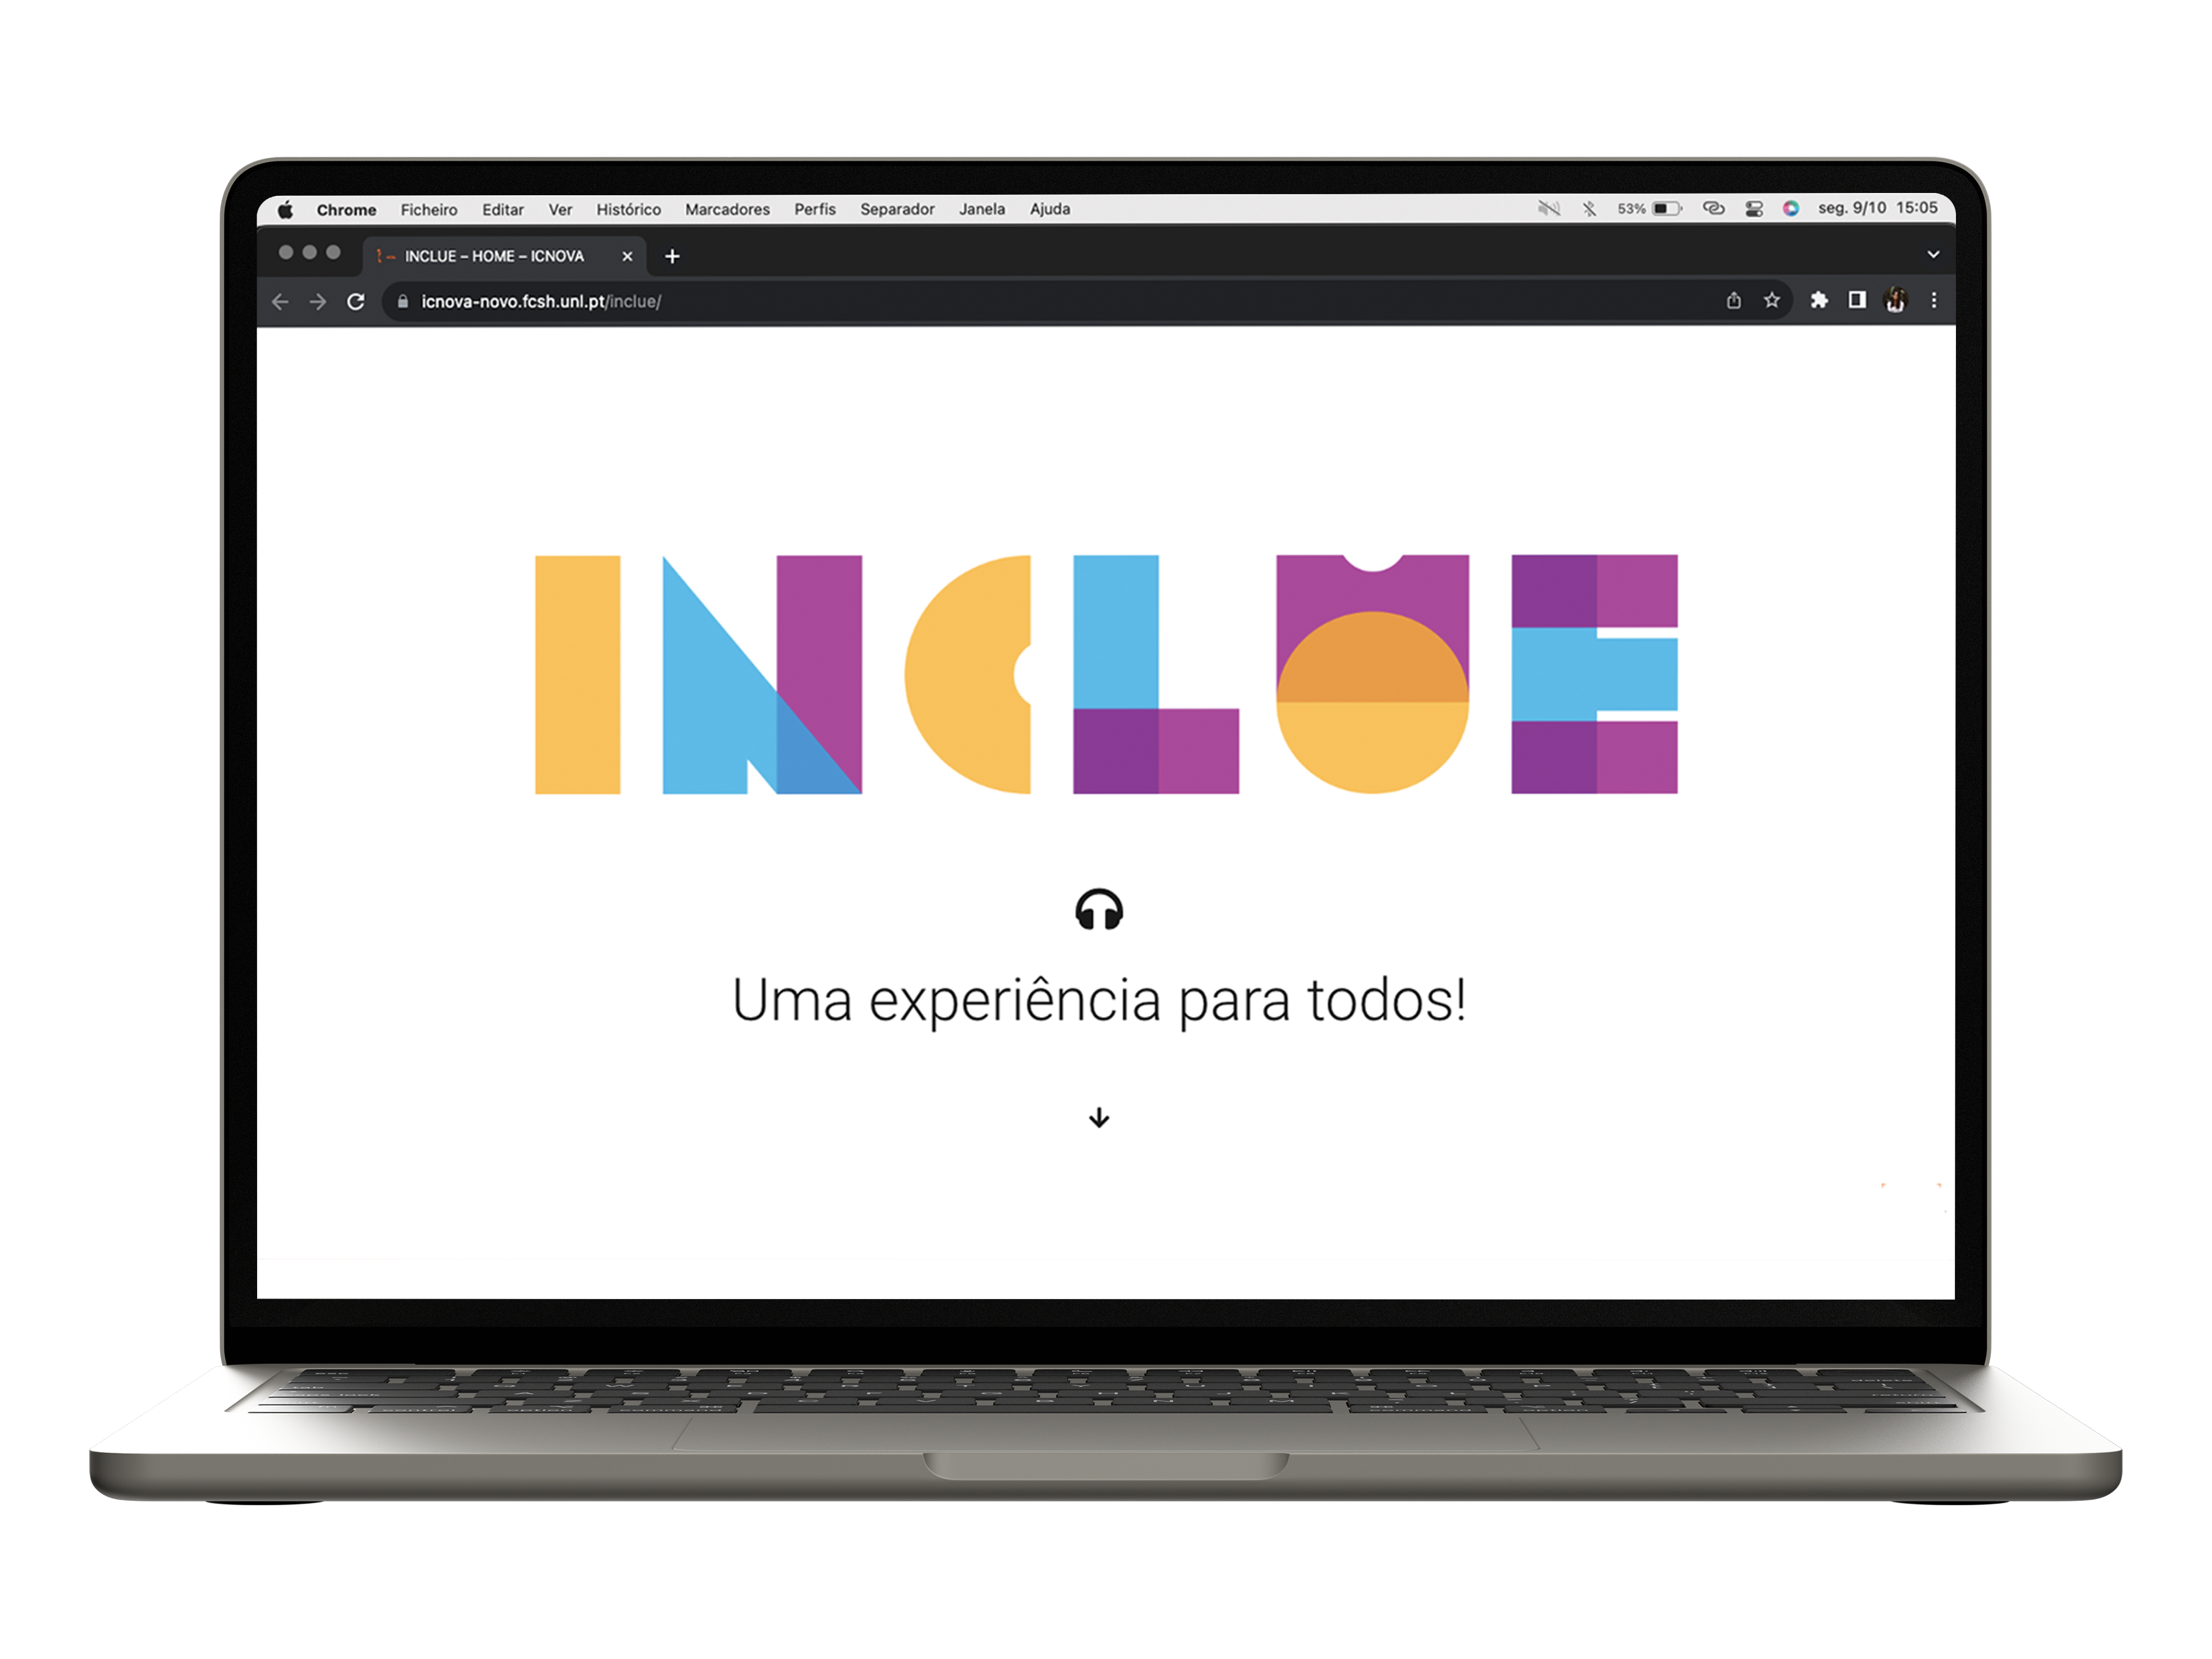 Chrome Ficheiro Editar Ver Histórico Marcadores Perfis Separador Janela Ajuda 53% seg. 9/10 15:05
INCLUE – HOME – ICNOVA
icnova-novo.fcsh.unl.pt/inclue/
INCLUE
Uma experiência para todos!